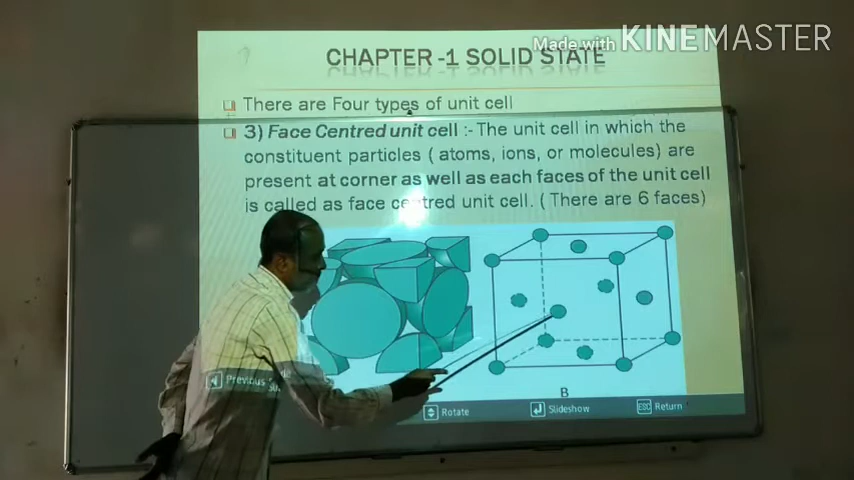 Made with KINEMASTER
CHAPTER -1 SOLID STATE
There are Four types of unit cell
3) Face Centred unit cell :- The unit cell in which the
constituent particles ( atoms, ions, or molecules) are
present at corner as well as each faces of the unit cell
is called as face centred unit cell. ( There are 6 faces)
B
Previous
Rotate
Slideshow
ESC Return